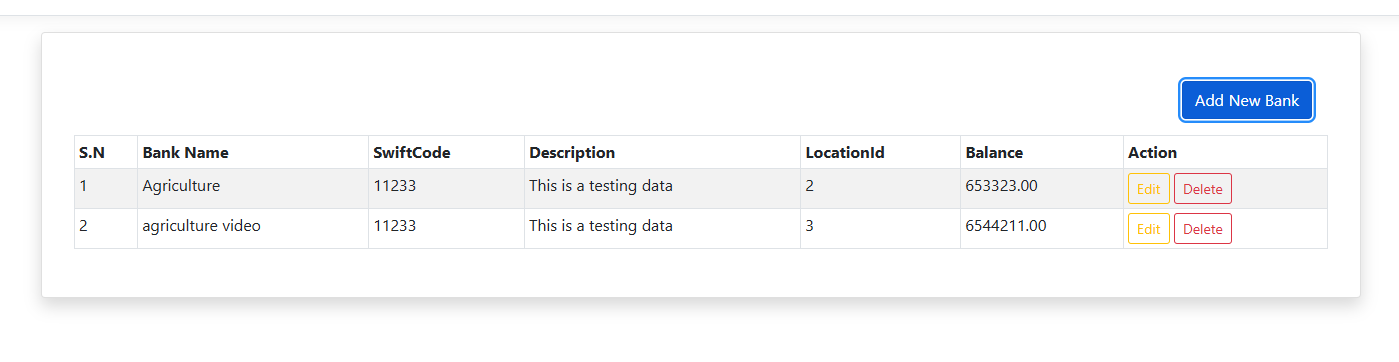 Add New Bank
S.N Bank Name SwiftCode Description LocationId Balance Action
1 Agriculture 11233 This is a testing data 2 653323.00 Edit Delete
2 agriculture video 11233 This is a testing data 3 6544211.00 Edit Delete